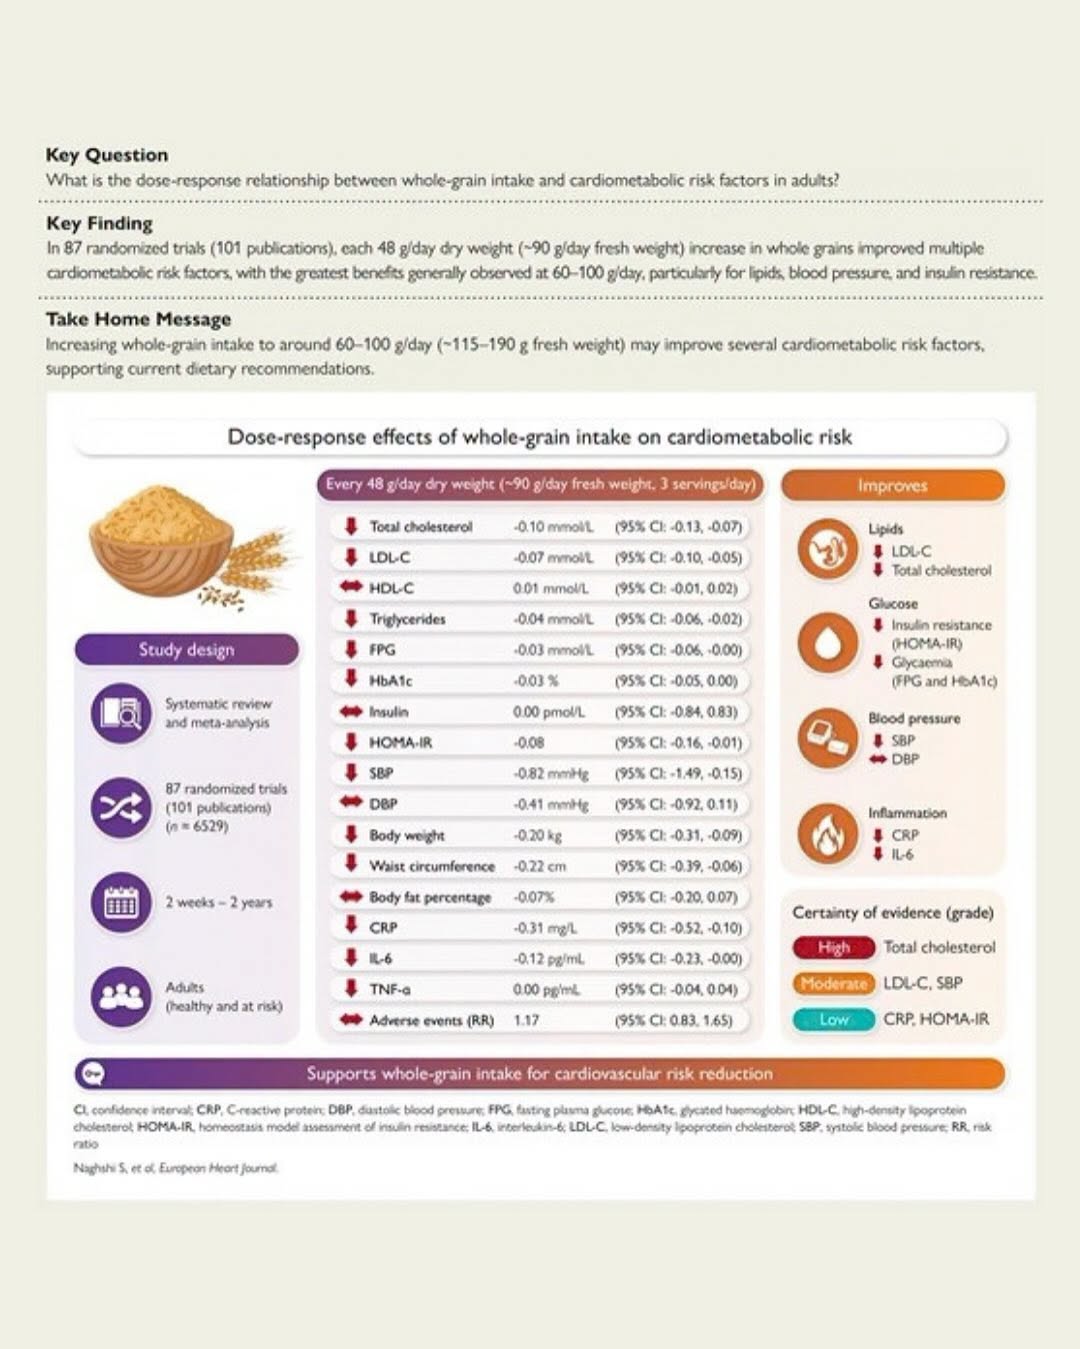 Key Question
What is the dose-response relationship between whole-grain intake and cardiometabolic risk factors in adults?
Key Finding
In 87 randomized trials (101 publications), each 48 g/day dry weight (~90 g/day fresh weight) increase in whole grains improved multiple
cardiometabolic risk factors, with the greatest benefits generally observed at 60–100 g/day, particularly for lipids, blood pressure, and insulin resistance.
Take Home Message
Increasing whole-grain intake to around 60–100 g/day (~115–190 g fresh weight) may improve several cardiometabolic risk factors,
supporting current dietary recommendations.
Dose-response effects of whole-grain intake on cardiometabolic risk
Study design
Systematic review
and meta-analysis
87 randomized trials
(101 publications)
(n = 6529)
2 weeks – 2 years
Adults
(healthy and at risk)
Every 48 g/day dry weight (~90 g/day fresh weight, 3 servings/day)
Total cholesterol -0.10 mmol/L (95% CI: -0.13, -0.07)
LDL-C -0.07 mmol/L (95% CI: -0.10, -0.05)
HDL-C 0.01 mmol/L (95% CI: -0.01, 0.02)
Triglycerides -0.04 mmol/L (95% CI: -0.06, -0.02)
FPG -0.03 mmol/L (95% CI: -0.06, -0.00)
HbA1c -0.03 % (95% CI: -0.05, 0.00)
Insulin 0.00 pmol/L (95% CI: -0.84, 0.83)
HOMA-IR -0.08 (95% CI: -0.16, -0.01)
SBP -0.82 mmHg (95% CI: -1.49, -0.15)
DBP -0.41 mmHg (95% CI: -0.92, 0.11)
Body weight -0.20 kg (95% CI: -0.31, -0.09)
Waist circumference -0.22 cm (95% CI: -0.39, -0.06)
Body fat percentage -0.07% (95% CI: -0.20, 0.07)
CRP -0.31 mg/L (95% CI: -0.52, -0.10)
IL-6 -0.12 pg/mL (95% CI: -0.23, -0.00)
TNF-α 0.00 pg/mL (95% CI: -0.04, 0.04)
Adverse events (RR) 1.17 (95% CI: 0.83, 1.65)
Improves
Lipids
LDL-C
Total cholesterol
Glucose
Insulin resistance
(HOMA-IR)
Glycaemia
(FPG and HbA1c)
Blood pressure
SBP
DBP
Inflammation
CRP
IL-6
Certainty of evidence (grade)
High Total cholesterol
Moderate LDL-C, SBP
Low CRP, HOMA-IR
Supports whole-grain intake for cardiovascular risk reduction
CI, confidence interval; CRP, C-reactive protein; DBP, diastolic blood pressure; FPG, fasting plasma glucose; HbA1c, glycated haemoglobin; HDL-C, high-density lipoprotein
cholesterol; HOMA-IR, homeostasis model assessment of insulin resistance; IL-6, interleukin-6; LDL-C, low-density lipoprotein cholesterol; SBP, systolic blood pressure; RR, risk
ratio
Naghshi S, et al, European Heart Journal.